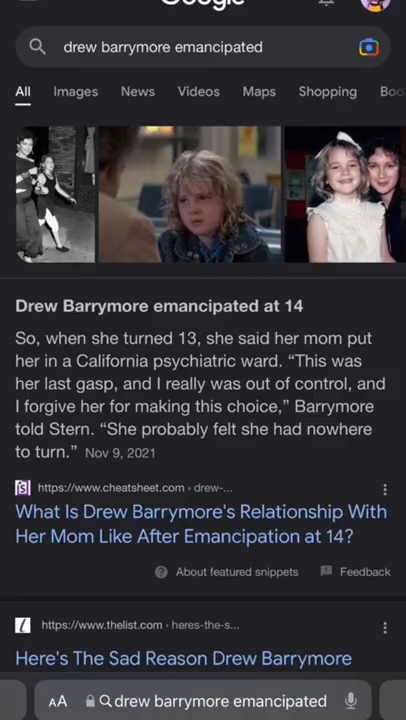 Google
drew barrymore emancipated
All Images News Videos Maps Shopping Boo
Drew Barrymore emancipated at 14
So, when she turned 13, she said her mom put
her in a California psychiatric ward. “This was
her last gasp, and I really was out of control, and
I forgive her for making this choice,” Barrymore
told Stern. “She probably felt she had nowhere
to turn.” Nov 9, 2021
https://www.cheatsheet.com › drew-...
What Is Drew Barrymore's Relationship With
Her Mom Like After Emancipation at 14?
About featured snippets Feedback
https://www.thelist.com › heres-the-s...
Here's The Sad Reason Drew Barrymore
AA drew barrymore emancipated